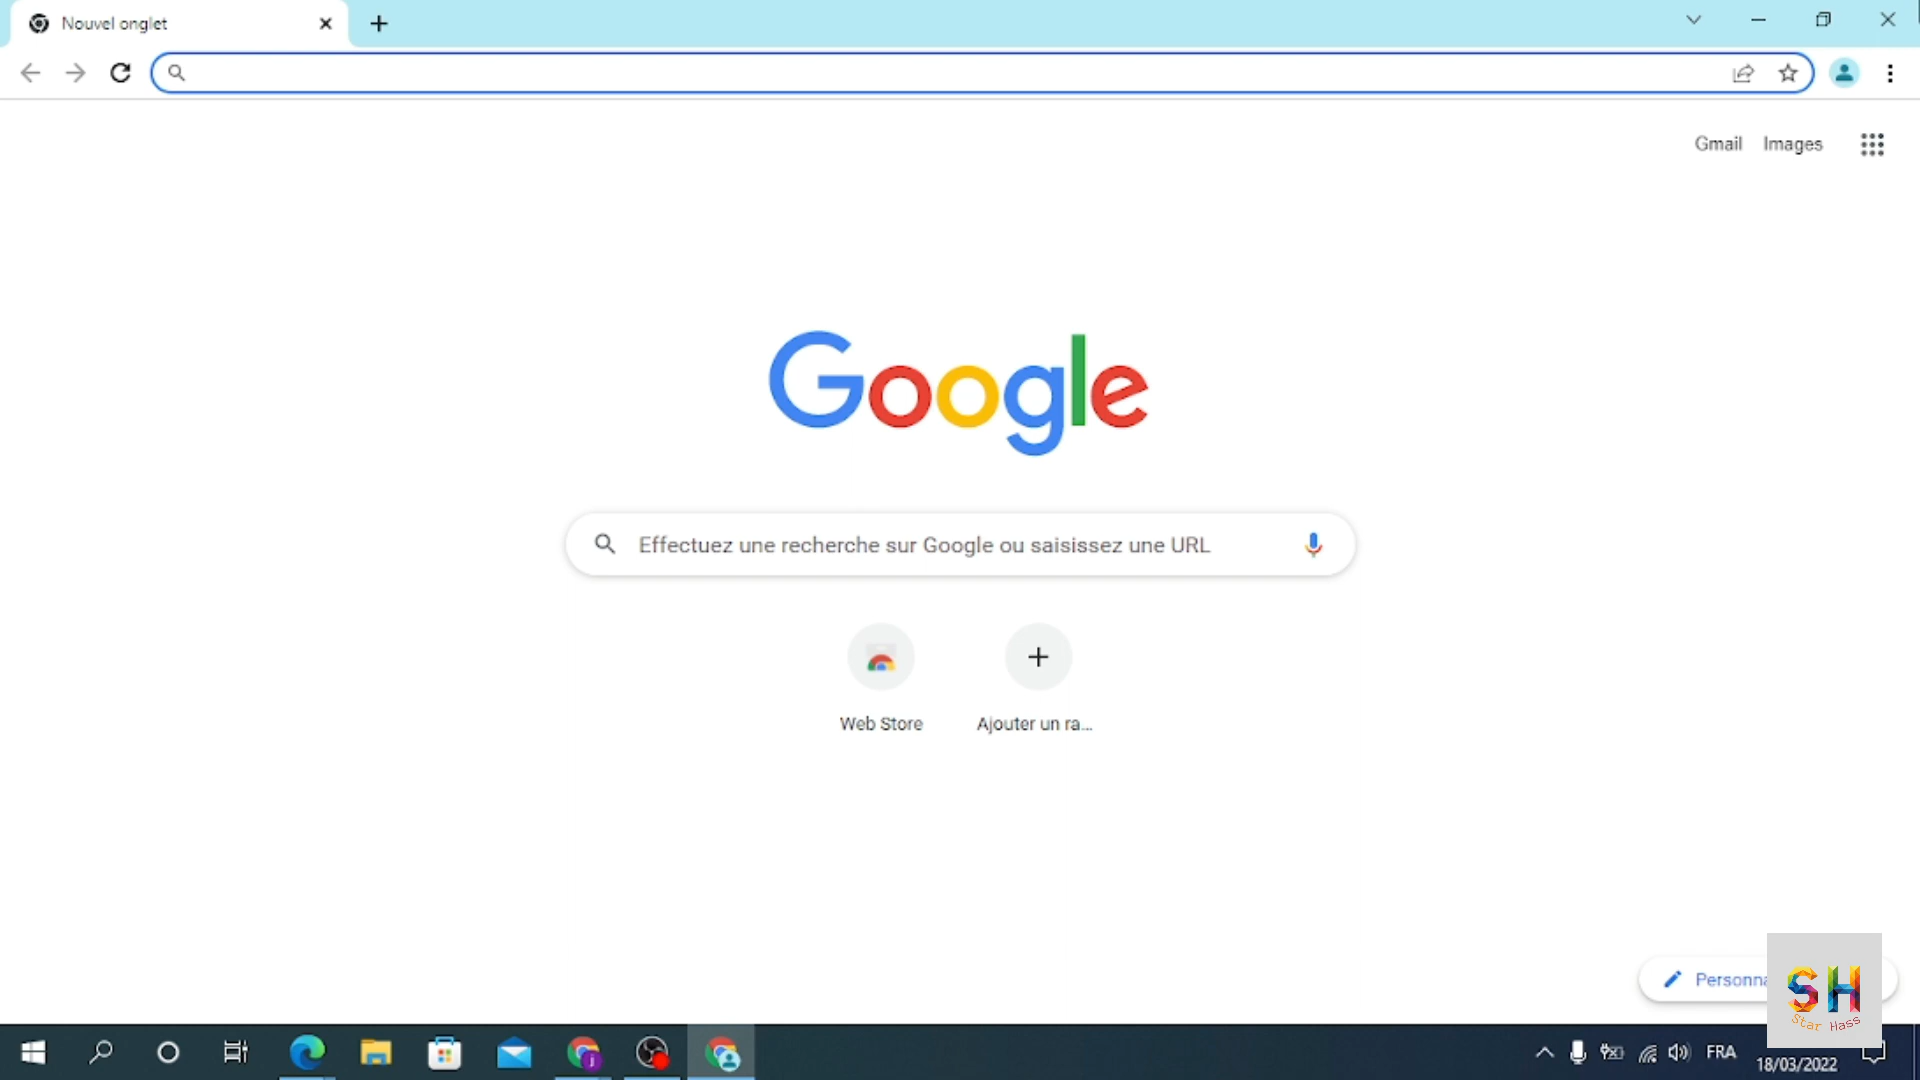 Nouvel onglet
Gmail Images
Google
Effectuez une recherche sur Google ou saisissez une URL
Web Store
Ajouter un ra...
SH
Star Hass
FRA
18/03/2022